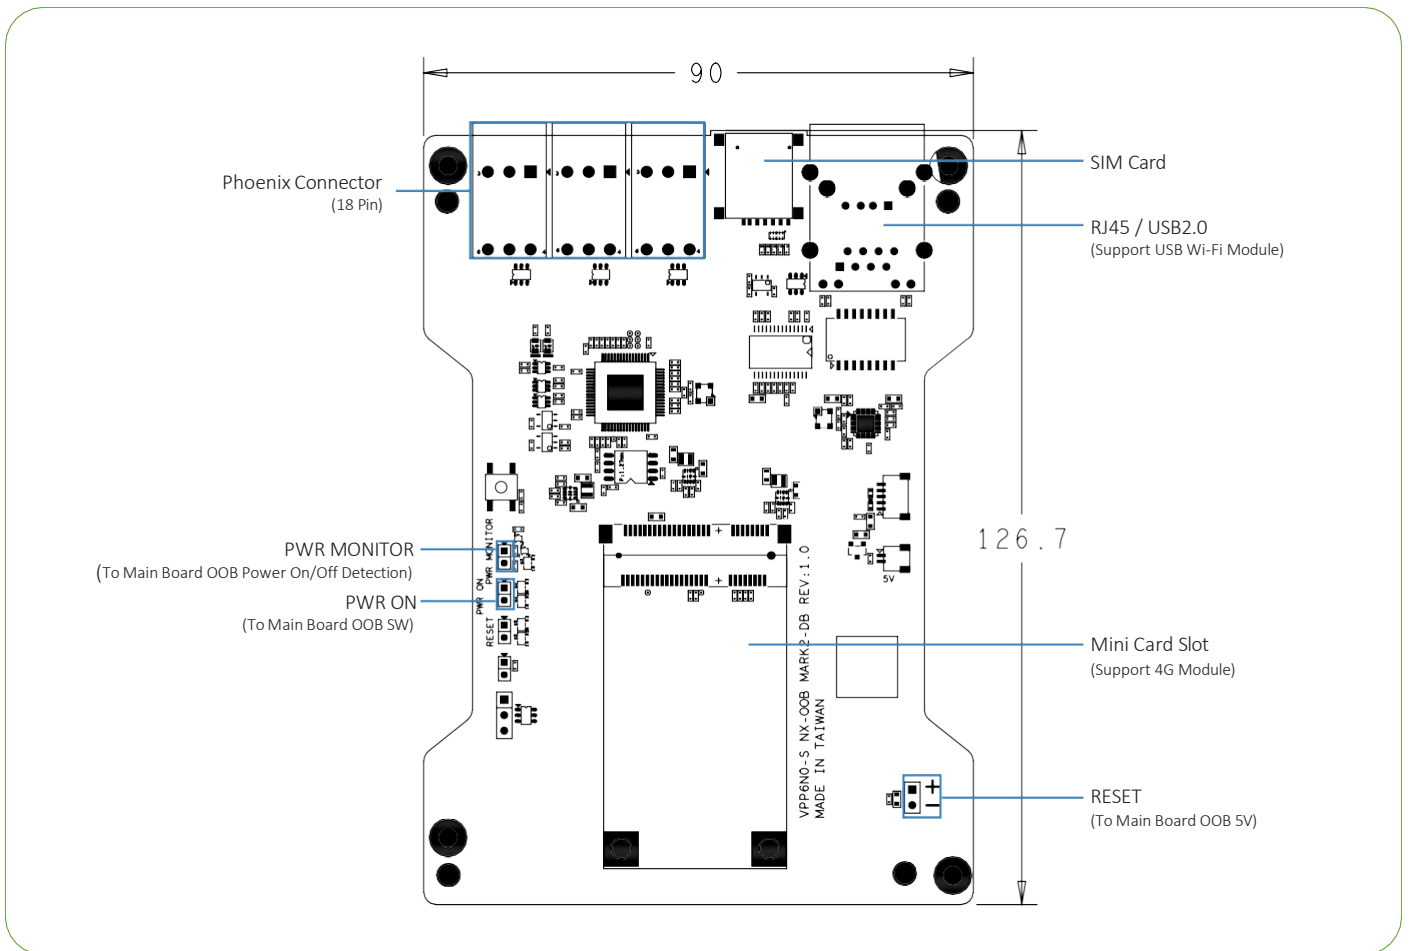 90
Phoenix Connector
(18 Pin)
SIM Card
RJ45 / USB2.0
(Support USB Wi-Fi Module)
P:1.27mm
126.7
PWR MONITOR
(To Main Board OOB Power On/Off Detection)
PWR MONITOR
PWR ON
(To Main Board OOB SW)
PWR ON
RESET
5V
Mini Card Slot
(Support 4G Module)
VPP6N0-S NX-OOB MARK2-DB REV:1.0
MADE IN TAIWAN
+
−
RESET
(To Main Board OOB 5V)